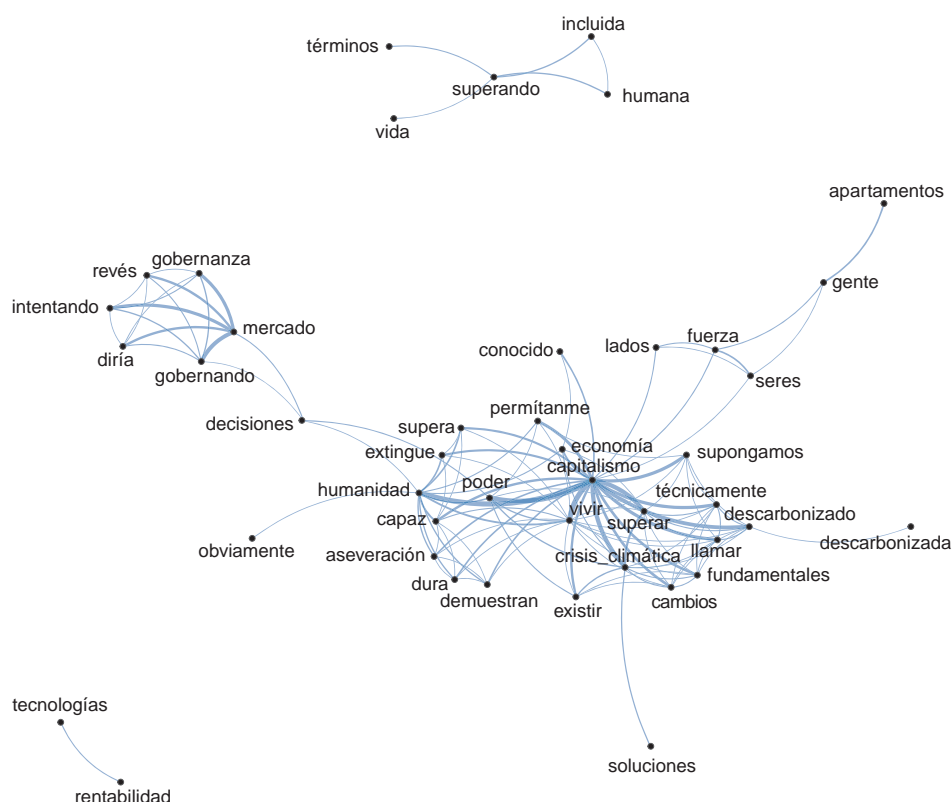 incluida
términos
superando
humana
vida
apartamentos
gobernanza
revés
gente
intentando
mercado
fuerza
conocido
lados
diría
gobernando
seres
permítanme
decisiones
supera
economía
extingue
supongamos
capitalismo
poder
humanidad
técnicamente
vivir
capaz
superar
descarbonizado
obviamente
llamar
descarbonizada
aseveración
crisis_climática
fundamentales
dura
demuestran
cambios
existir
tecnologías
soluciones
rentabilidad